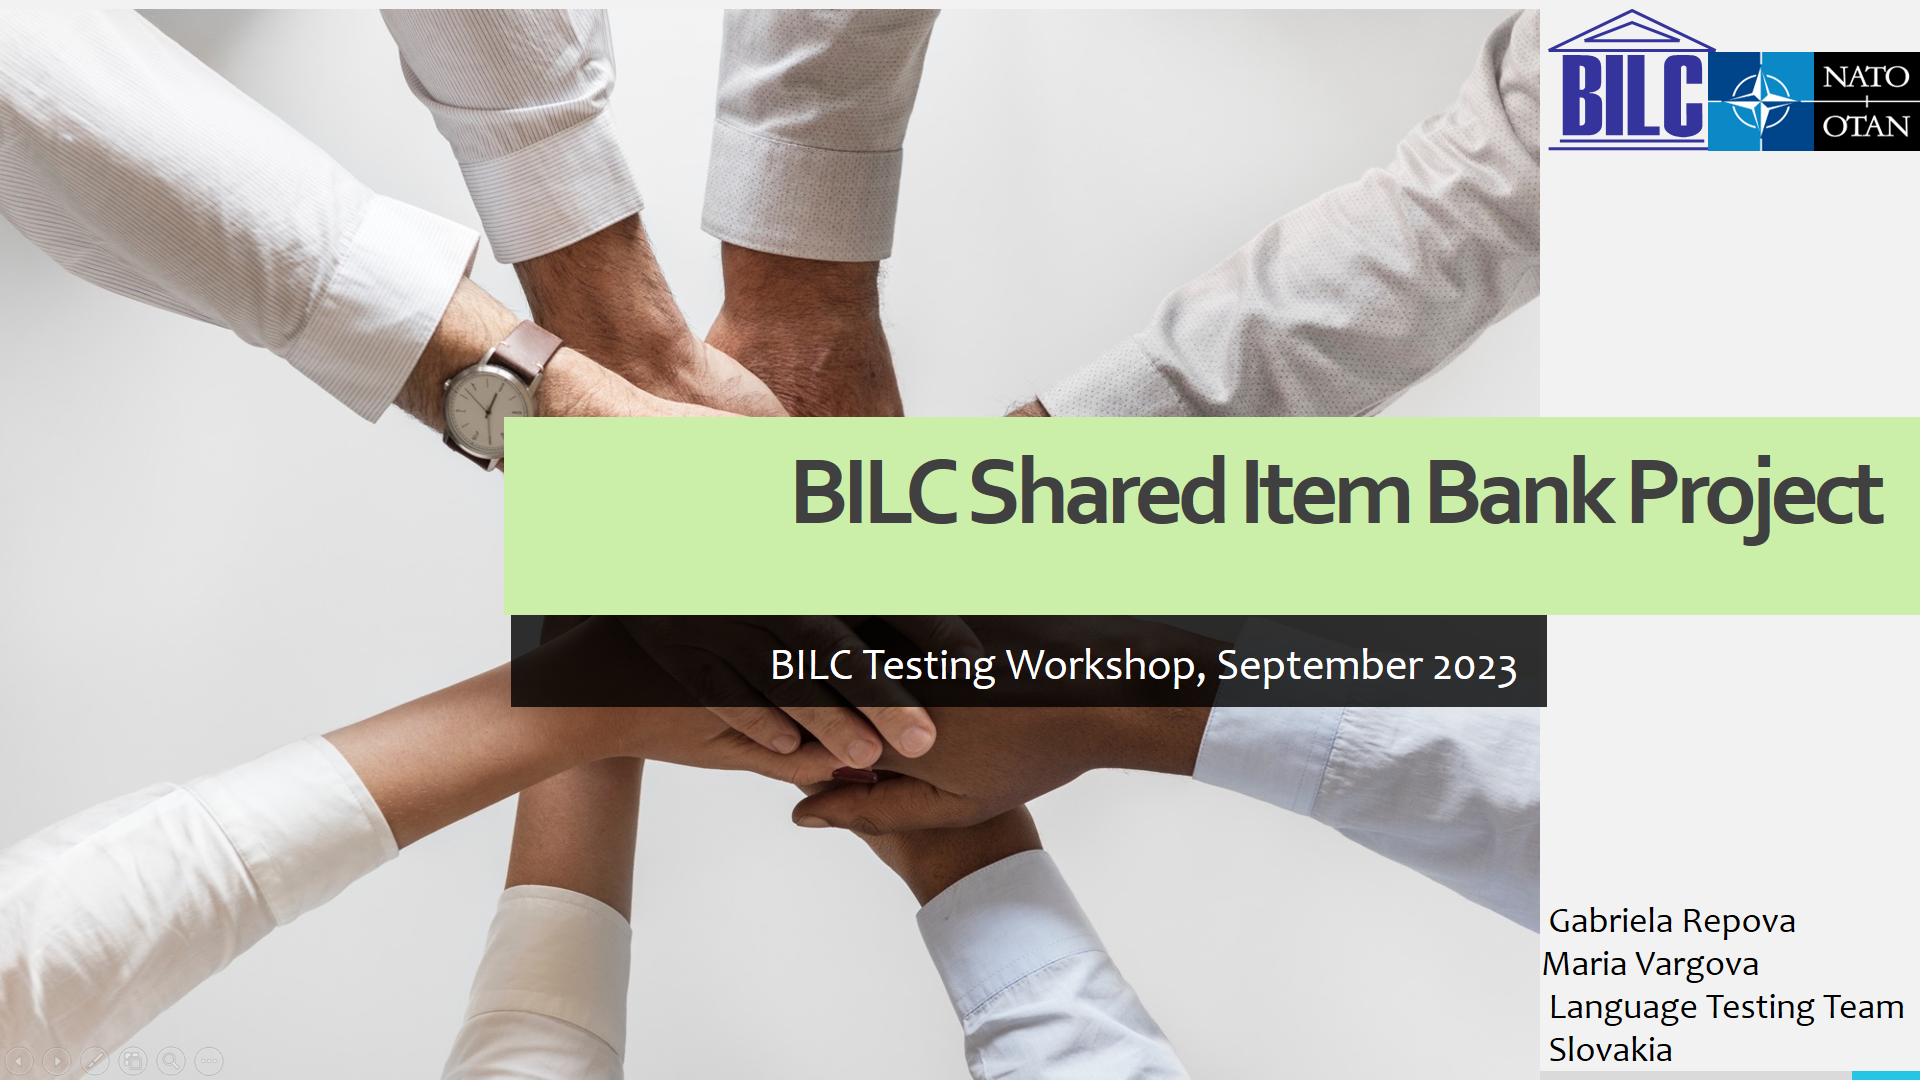 BILC
NATO
OTAN
BILC Shared Item Bank Project
BILC Testing Workshop, September 2023
Gabriela Repova
Maria Vargova
Language Testing Team
Slovakia